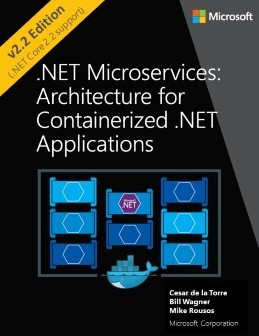 Microsoft
v2.2 Edition
(.NET Core 2.2 support)
.NET Microservices:
Architecture for
Containerized .NET
Applications
.NET
Cesar de la Torre
Bill Wagner
Mike Rousos
Microsoft Corporation